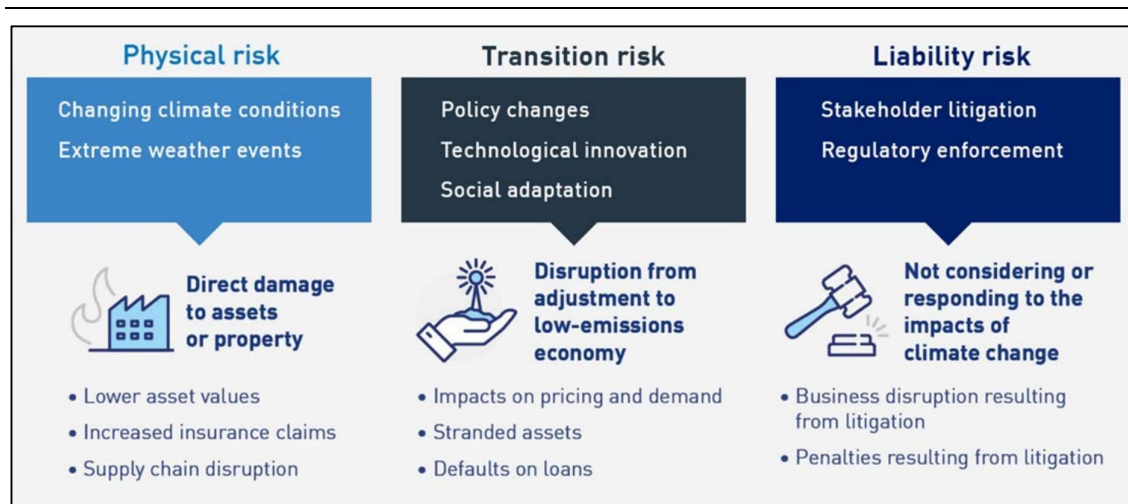 Physical risk
Changing climate conditions
Extreme weather events
Direct damage
to assets
or property
• Lower asset values
• Increased insurance claims
• Supply chain disruption
Transition risk
Policy changes
Technological innovation
Social adaptation
Disruption from
adjustment to
low-emissions
economy
• Impacts on pricing and demand
• Stranded assets
• Defaults on loans
Liability risk
Stakeholder litigation
Regulatory enforcement
Not considering or
responding to the
impacts of
climate change
• Business disruption resulting
from litigation
• Penalties resulting from litigation